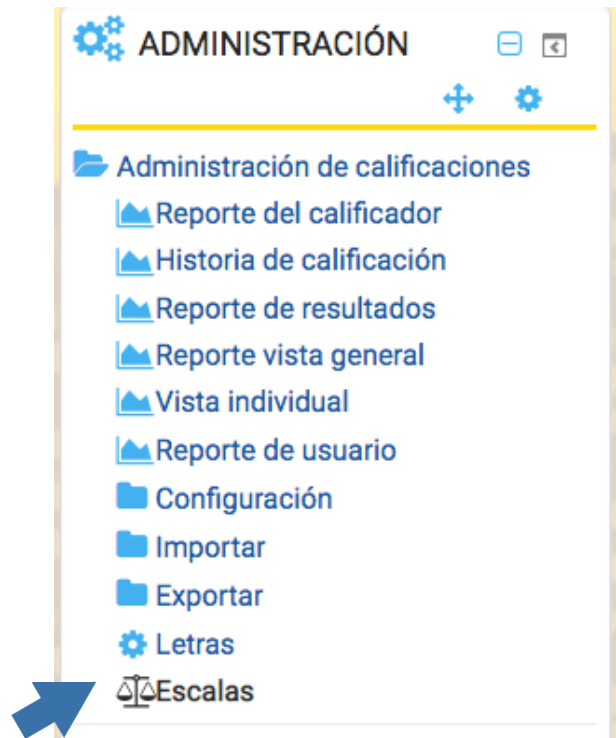 ADMINISTRACIÓN
Administración de calificaciones
Reporte del calificador
Historia de calificación
Reporte de resultados
Reporte vista general
Vista individual
Reporte de usuario
Configuración
Importar
Exportar
Letras
Escalas